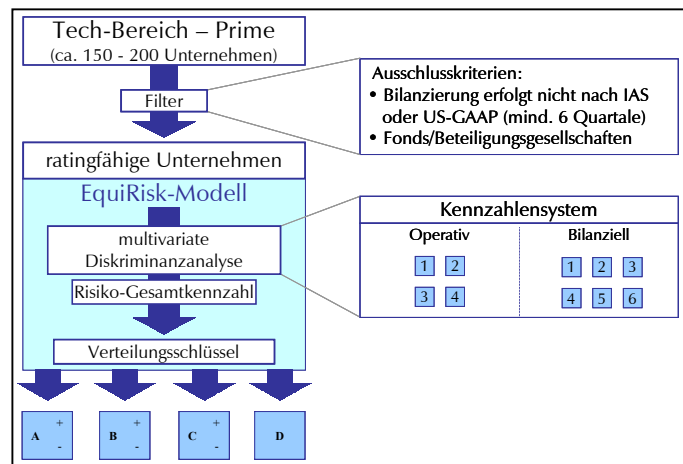 Tech-Bereich – Prime
(ca. 150 - 200 Unternehmen)
Filter
Ausschlusskriterien:
• Bilanzierung erfolgt nicht nach IAS
oder US-GAAP (mind. 6 Quartale)
• Fonds/Beteiligungsgesellschaften
ratingfähige Unternehmen
EquiRisk-Modell
multivariate
Diskriminanzanalyse
Risiko-Gesamtkennzahl
Verteilungsschlüssel
Kennzahlensystem
Operativ
1 2
3 4
Bilanziell
1 2 3
4 5 6
A + -
B + -
C + -
D